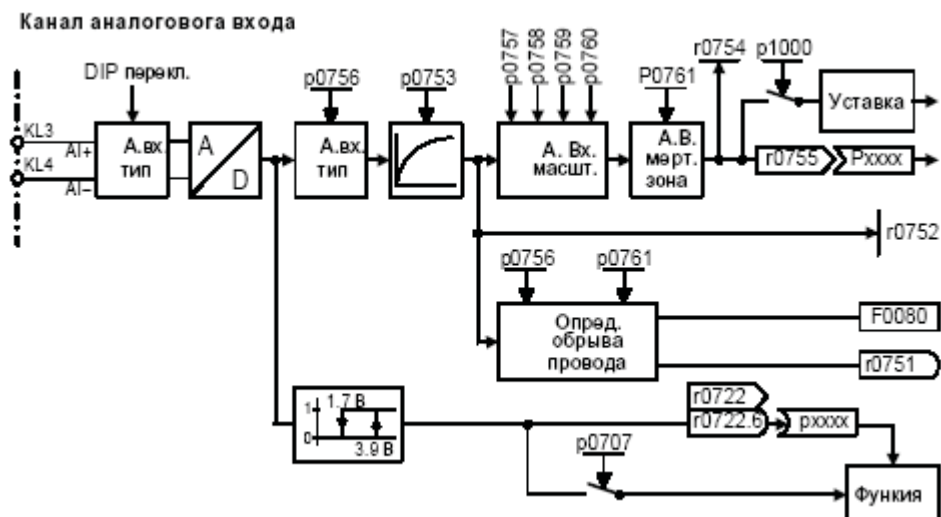 Канал аналоговога входа
DIP перекл.
p0756
p0753
p0757
p0758
p0759
p0760
P0761
r0754
p1000
KL3
AI+
KL4
AI–
А.вх.
тип
A
D
А.вх.
тип
А. Вх.
масшт.
А.В.
мерт.
зона
Уставка
r0755
Pxxxx
r0752
p0756
p0761
Опред.
обрыва
провода
F0080
r0751
1
0
1.7 В
3.9 В
r0722
r0722.6
pxxxx
p0707
Функия